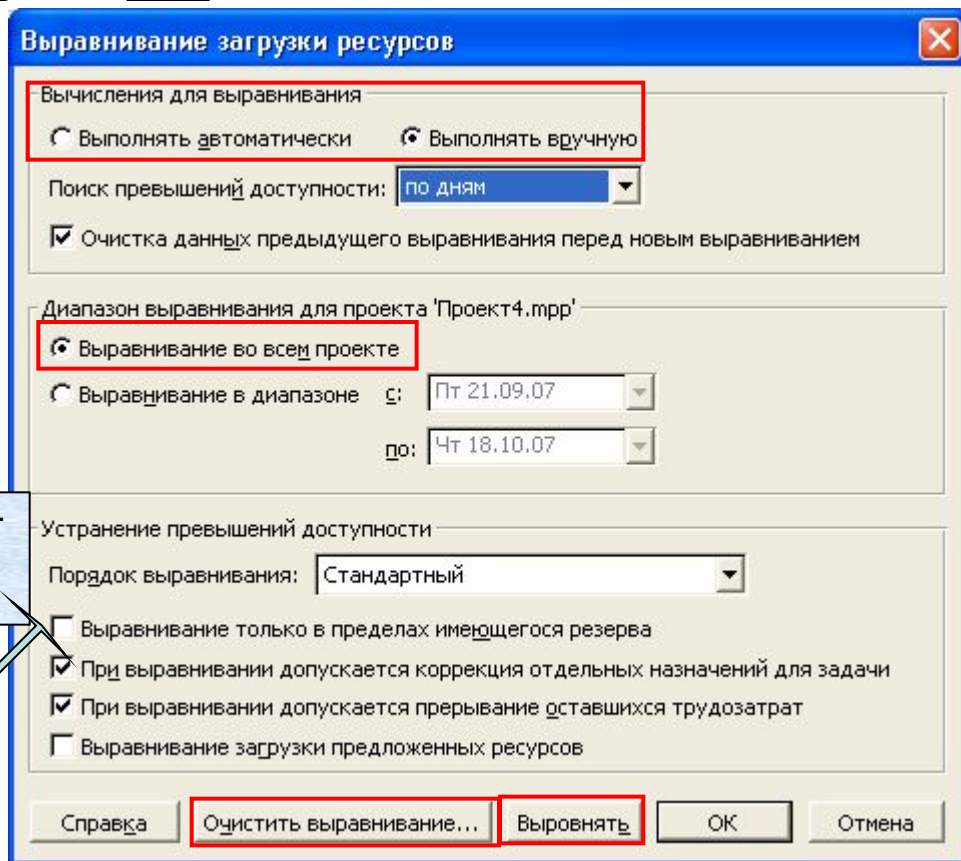 Выравнивание загрузки ресурсов
Вычисления для выравнивания
Выполнять автоматически Выполнять вручную
Поиск превышений доступности: по дням
Очистка данных предыдущего выравнивания перед новым выравниванием
Диапазон выравнивания для проекта 'Проект4.mpp'
Выравнивание во всем проекте
Выравнивание в диапазоне с: Пт 21.09.07
по: Чт 18.10.07
Устранение превышений доступности
Порядок выравнивания: Стандартный
Выравнивание только в пределах имеющегося резерва
При выравнивании допускается коррекция отдельных назначений для задачи
При выравнивании допускается прерывание оставшихся трудозатрат
Выравнивание загрузки предложенных ресурсов
Справка Очистить выравнивание... Выровнять ОК Отмена